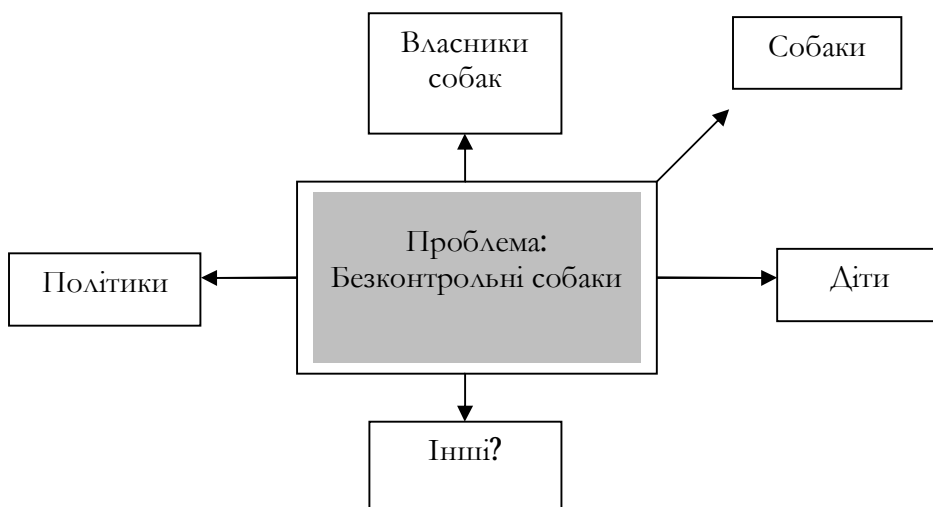 Власники
собак
Собаки
Проблема:
Безконтрольні собаки
Політики
Діти
Інші?